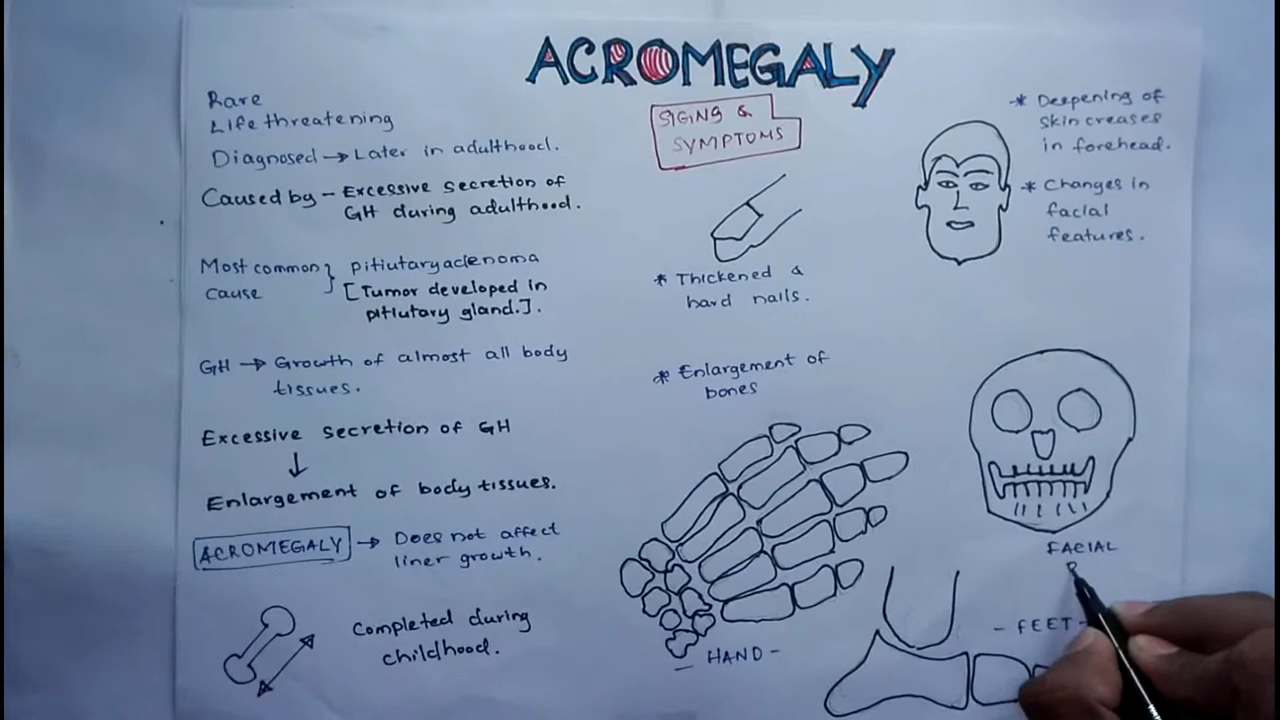 ACROMEGALY
Rare
Life threatening
Diagnosed → Later in adulthood.
Caused by - Excessive secretion of
GH during adulthood.
Most common } pitiutary adenoma
cause [Tumor developed in
pitiutary gland.].
GH → Growth of almost all body
tissues.
Excessive secretion of GH
↓
Enlargement of body tissues.
ACROMEGALY → Does not affect
liner growth.
Completed during
childhood.
SIGNS &
SYMPTOMS
* Thickened &
hard nails.
* Enlargement of
bones
- HAND -
* Deepening of
skin creases
in forehead.
* Changes in
facial
features.
FACIAL
- FEET -